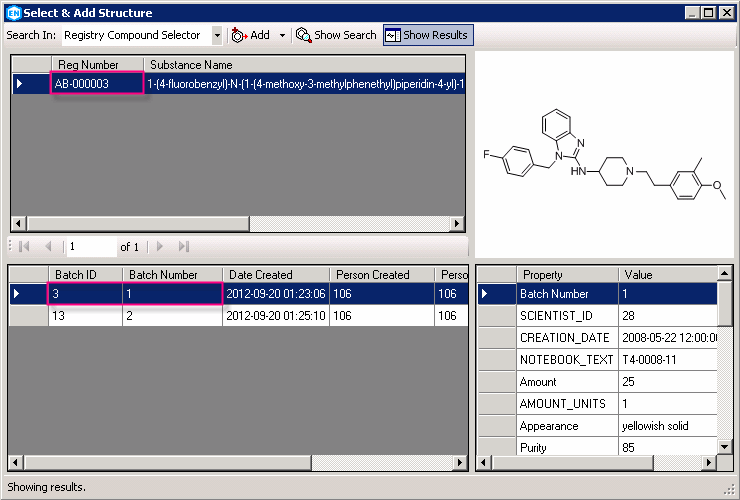 Select & Add Structure
Search In: Registry Compound Selector Add Show Search Show Results
Reg Number Substance Name
AB-000003 1-(4-fluorobenzyl)-N-(1-(4-methoxy-3-methylphenethyl)piperidin-4-yl)-1
F
N
N
HN
N
O
1 of 1
Batch ID Batch Number Date Created Person Created Perso
3 1 2012-09-20 01:23:06 106 106
13 2 2012-09-20 01:25:10 106 106
Property Value
Batch Number 1
SCIENTIST_ID 28
CREATION_DATE 2008-05-22 12:00:00
NOTEBOOK_TEXT T4-0008-11
Amount 25
AMOUNT_UNITS 1
Appearance yellowish solid
Purity 85
Showing results.